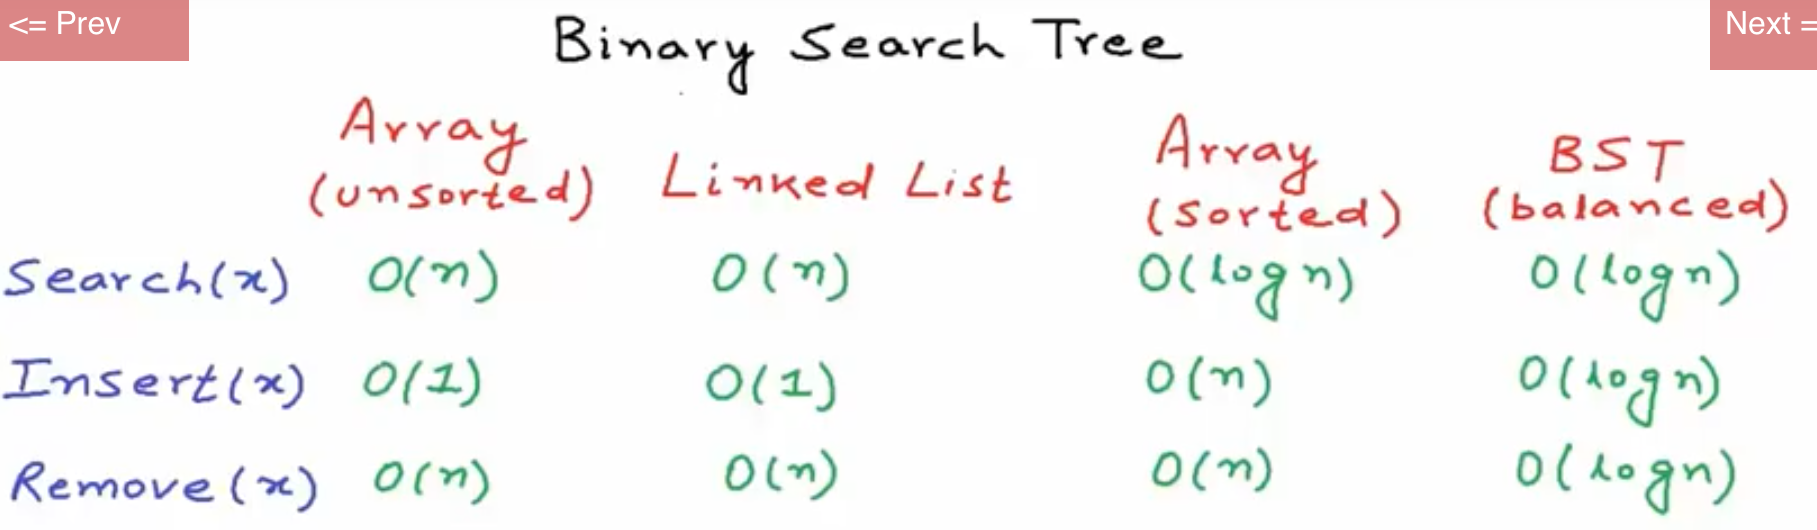 <= Prev
Next =
Binary Search Tree
Array (unsorted) Linked List Array (sorted) BST (balanced)
Search(x) O(n) O(n) O(log n) O(log n)
Insert(x) O(1) O(1) O(n) O(log n)
Remove(x) O(n) O(n) O(n) O(log n)